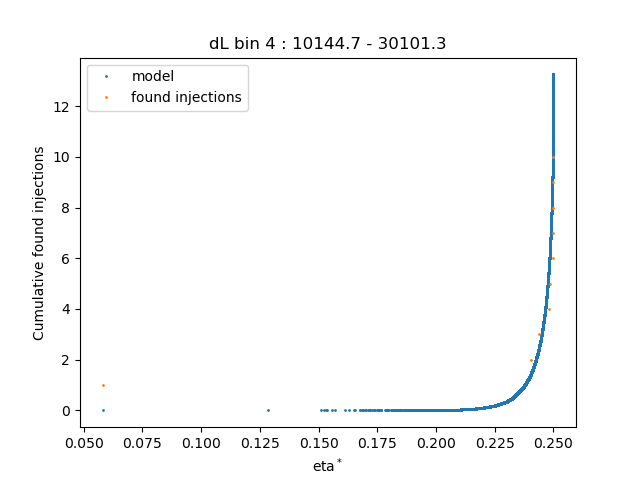 dL bin 4 : 10144.7 - 30101.3
model
found injections
Cumulative found injections
12
10
8
6
4
2
0
0.050 0.075 0.100 0.125 0.150 0.175 0.200 0.225 0.250
eta*